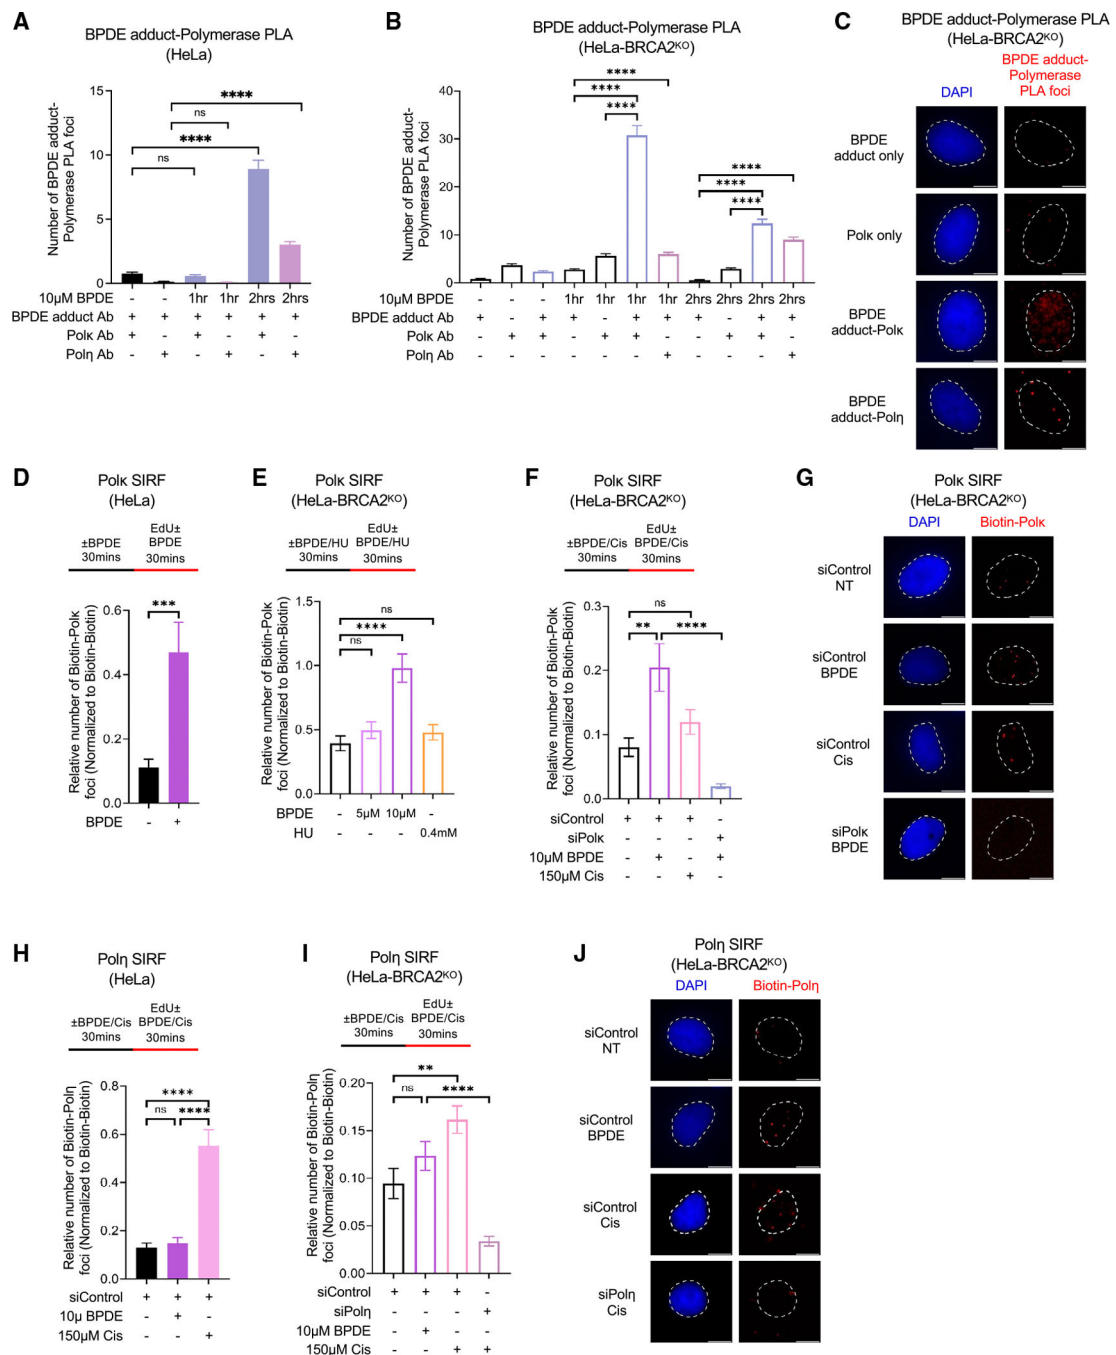 A
BPDE adduct-Polymerase PLA
(HeLa)
Number of BPDE adduct-
Polymerase PLA foci
15
10
5
0
ns
****
ns
****
10µM BPDE - - 1hr 1hr 2hrs 2hrs
BPDE adduct Ab + + + + + +
Polκ Ab + - + - + -
Polη Ab - + - + - +
B
BPDE adduct-Polymerase PLA
(HeLa-BRCA2KO)
Number of BPDE adduct-
Polymerase PLA foci
40
30
20
10
0
****
****
****
****
****
****
10µM BPDE - - - 1hr 1hr 1hr 1hr 2hrs 2hrs 2hrs 2hrs
BPDE adduct Ab + - + + - + + + - + +
Polκ Ab - + + - + + - - + + -
Polη Ab - - - - - - + - - - +
C
BPDE adduct-Polymerase PLA
(HeLa-BRCA2KO)
DAPI
BPDE adduct-
Polymerase
PLA foci
BPDE
adduct only
Polκ only
BPDE
adduct-Polκ
BPDE
adduct-Polη
D
Polκ SIRF
(HeLa)
±BPDE
30mins
EdU±
BPDE
30mins
Relative number of Biotin-Polκ
foci (Normalized to Biotin-Biotin)
0.6
0.4
0.2
0.0
***
BPDE - +
E
Polκ SIRF
(HeLa-BRCA2KO)
±BPDE/HU
30mins
EdU±
BPDE/HU
30mins
Relative number of Biotin-Polκ
foci (Normalized to Biotin-Biotin)
1.5
1.0
0.5
0.0
ns
****
ns
BPDE - 5µM 10µM -
HU - - - 0.4mM
F
Polκ SIRF
(HeLa-BRCA2KO)
±BPDE/Cis
30mins
EdU±
BPDE/Cis
30mins
Relative number of Biotin-Polκ
foci (Normalized to Biotin-Biotin)
0.3
0.2
0.1
0.0
ns
**
****
siControl + + + -
siPolκ - - - +
10µM BPDE - + - +
150µM Cis - - + -
G
Polκ SIRF
(HeLa-BRCA2KO)
DAPI
Biotin-Polκ
siControl
NT
siControl
BPDE
siControl
Cis
siPolκ
BPDE
H
Polη SIRF
(HeLa)
±BPDE/Cis
30mins
EdU±
BPDE/Cis
30mins
Relative number of Biotin-Polη
foci (Normalized to Biotin-Biotin)
0.8
0.6
0.4
0.2
0.0
****
ns
****
siControl + + +
10µ BPDE - + -
150µM Cis - - +
I
Polη SIRF
(HeLa-BRCA2KO)
±BPDE/Cis
30mins
EdU±
BPDE/Cis
30mins
Relative number of Biotin-Polη
foci (Normalized to Biotin-Biotin)
0.20
0.15
0.10
0.05
0.00
**
ns
****
siControl + + + -
siPolη - - - +
10µM BPDE - + - -
150µM Cis - - + +
J
Polη SIRF
(HeLa-BRCA2KO)
DAPI
Biotin-Polη
siControl
NT
siControl
BPDE
siControl
Cis
siPolη
Cis